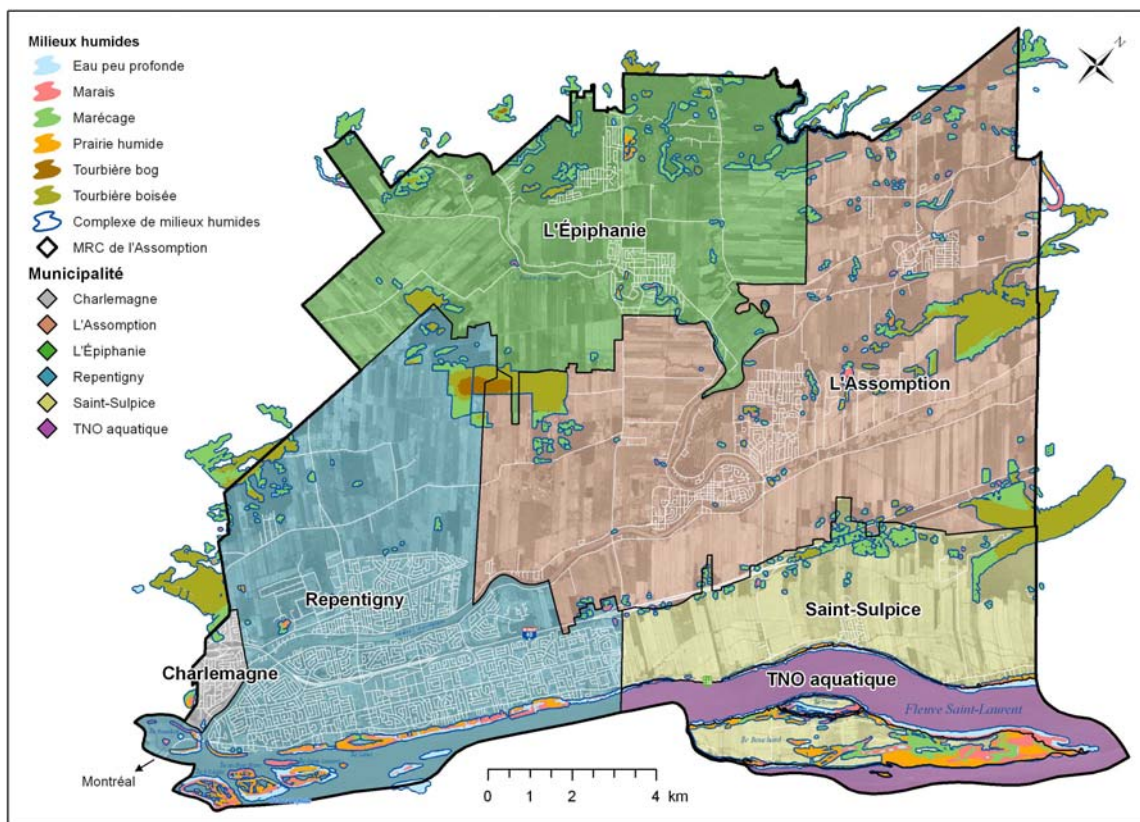 Milieux humides
Eau peu profonde
Marais
Marécage
Prairie humide
Tourbière bog
Tourbière boisée
Complexe de milieux humides
MRC de l'Assomption
Municipalité
Charlemagne
L'Assomption
L'Épiphanie
Repentigny
Saint-Sulpice
TNO aquatique
N
L'Épiphanie
L'Assomption
Repentigny
Saint-Sulpice
Charlemagne
TNO aquatique
Fleuve Saint-Laurent
Île Bouchard
Montréal
0 1 2 4 km